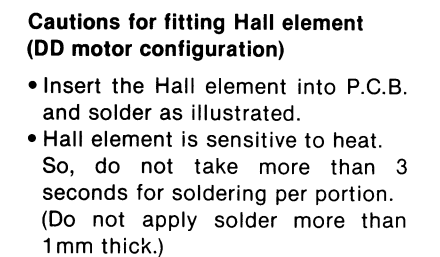 Cautions for fitting Hall element
(DD motor configuration)
• Insert the Hall element into P.C.B.
and solder as illustrated.
• Hall element is sensitive to heat.
So, do not take more than 3
seconds for soldering per portion.
(Do not apply solder more than
1mm thick.)